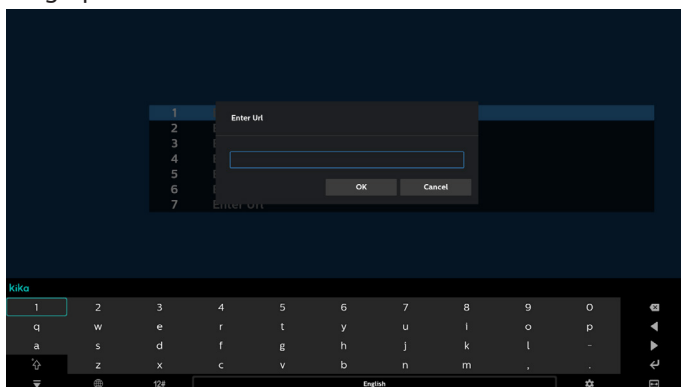 1
Enter Url
2
3
4
5
6
7 Enter Url
OK Cancel
kika
1 2 3 4 5 6 7 8 9 0
q w e r t y u i o p
a s d f g h j k l -
z x c v b n m , .
12# English